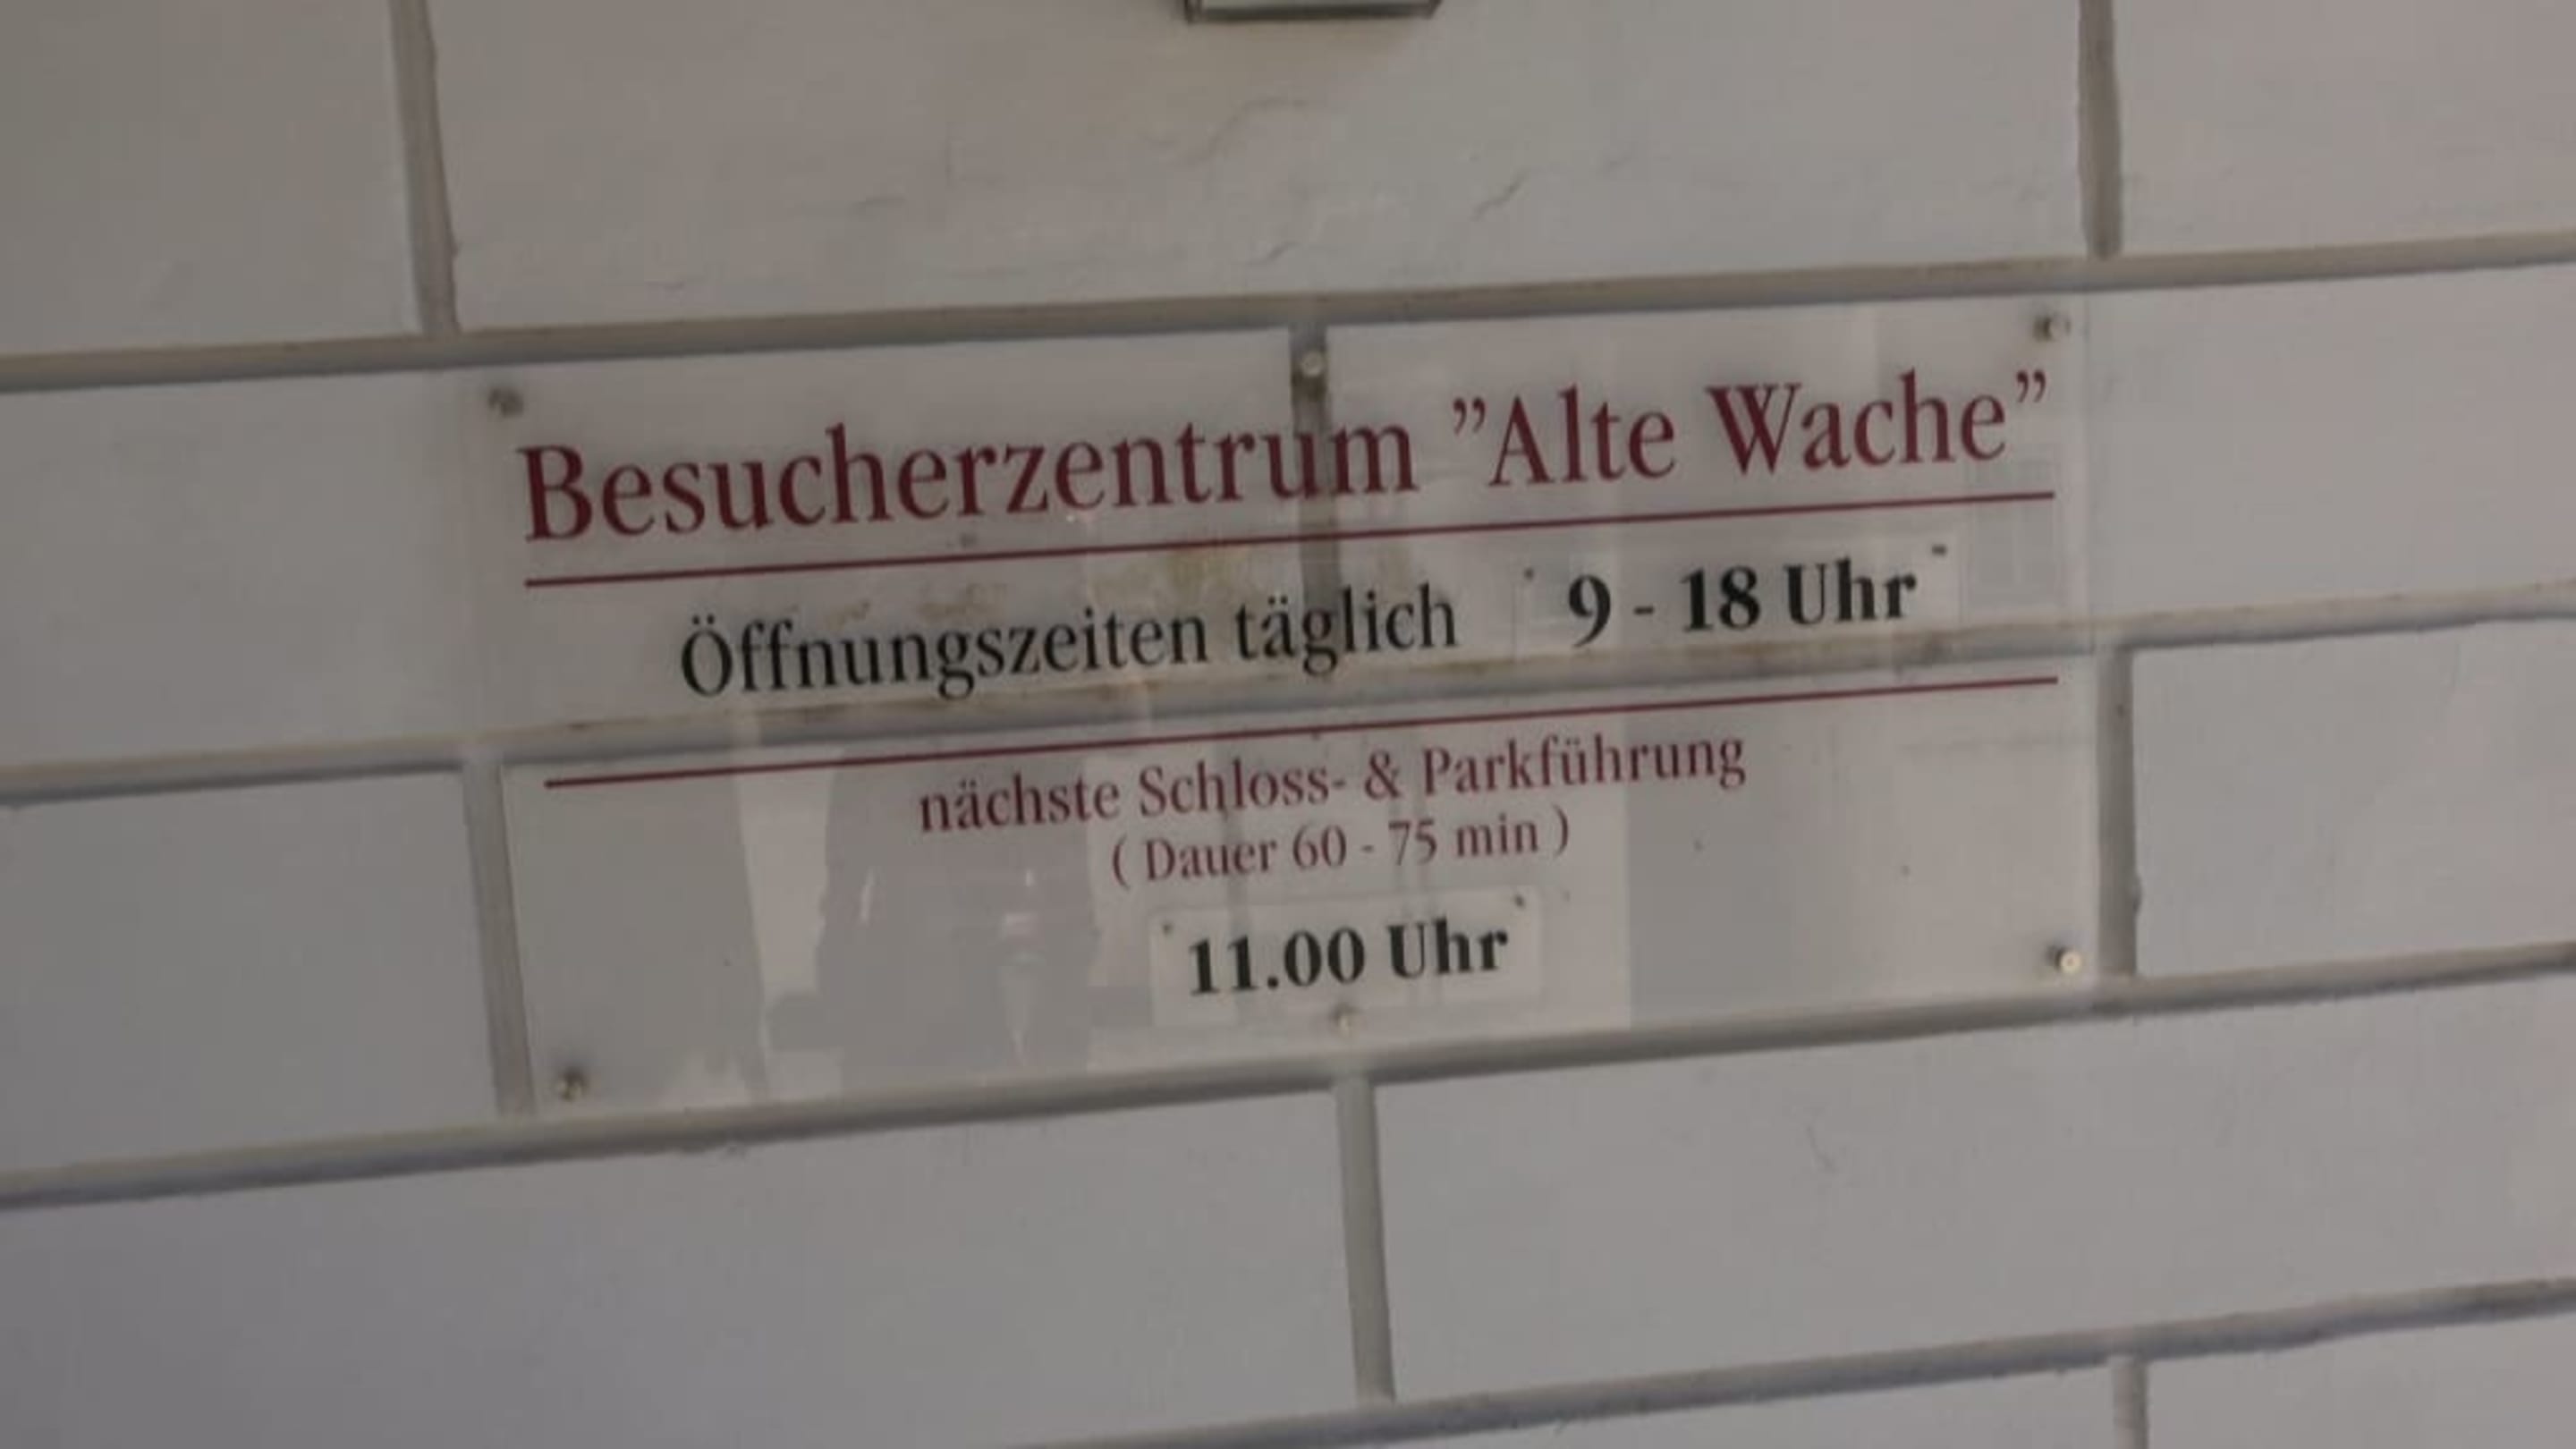 Besucherzentrum ”Alte Wache”
Öffnungszeiten täglich 9 - 18 Uhr
nächste Schloss- & Parkführung
( Dauer 60 - 75 min )
11.00 Uhr